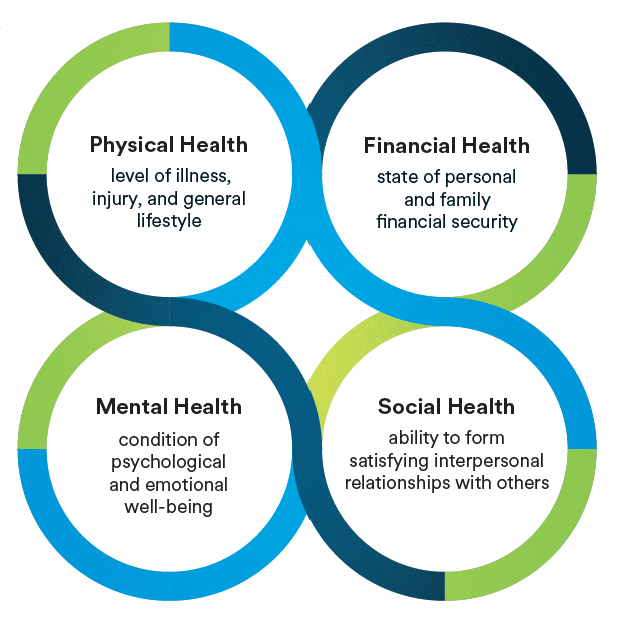 Physical Health
level of illness,
injury, and general
lifestyle
Financial Health
state of personal
and family
financial security
Mental Health
condition of
psychological
and emotional
well-being
Social Health
ability to form
satisfying interpersonal
relationships with others